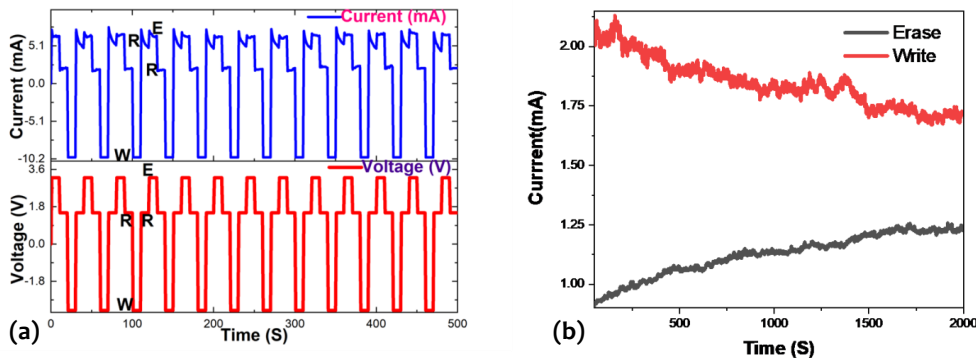 Current (mA)
Current (mA)
5.1
0.0
-5.1
-10.2
R
E
R
W
Voltage (V)
Voltage (V)
3.6
1.8
0.0
-1.8
E
R
R
W
0
100
200
300
400
500
Time (S)
(a)
Erase
Write
Currrent(mA)
2.00
1.75
1.50
1.25
1.00
500
1000
1500
2000
Time (S)
(b)